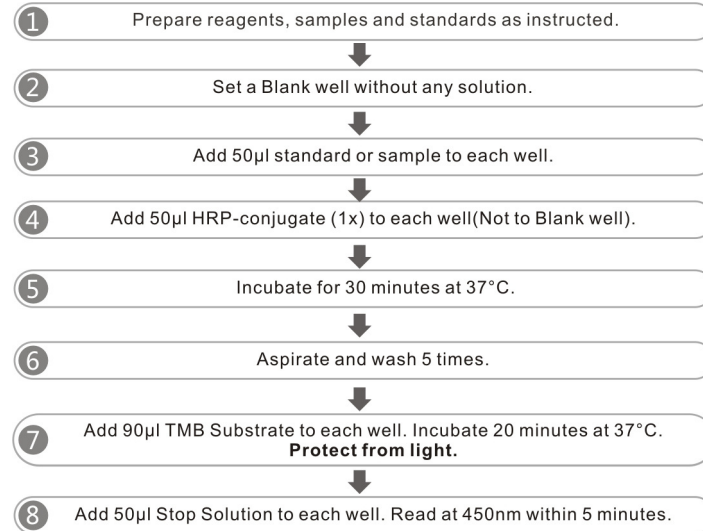 1 Prepare reagents, samples and standards as instructed.
2 Set a Blank well without any solution.
3 Add 50µl standard or sample to each well.
4 Add 50µl HRP-conjugate (1x) to each well(Not to Blank well).
5 Incubate for 30 minutes at 37°C.
6 Aspirate and wash 5 times.
7 Add 90µl TMB Substrate to each well. Incubate 20 minutes at 37°C.
Protect from light.
8 Add 50µl Stop Solution to each well. Read at 450nm within 5 minutes.